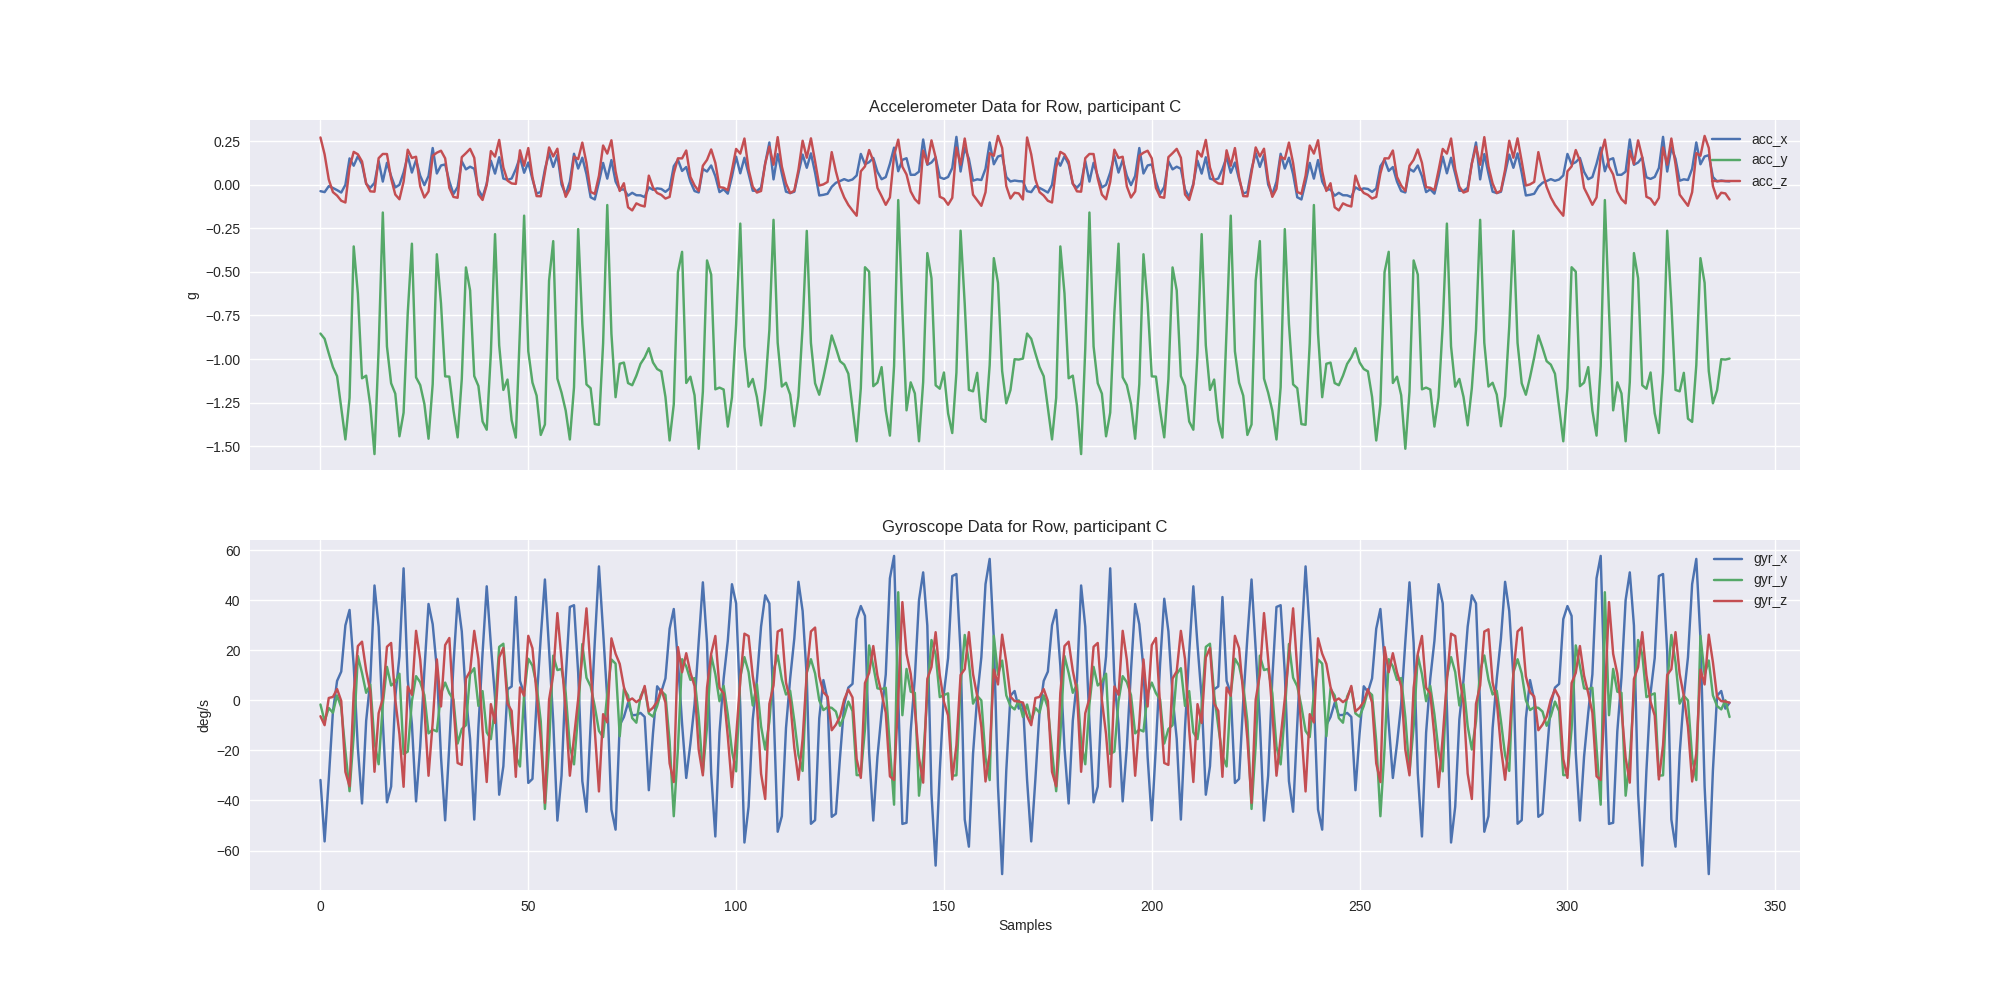 Accelerometer Data for Row, participant C
g
0.25
0.00
−0.25
−0.50
−0.75
−1.00
−1.25
−1.50
acc_x
acc_y
acc_z
Gyroscope Data for Row, participant C
deg/s
60
40
20
0
−20
−40
−60
gyr_x
gyr_y
gyr_z
0 50 100 150 200 250 300 350
Samples